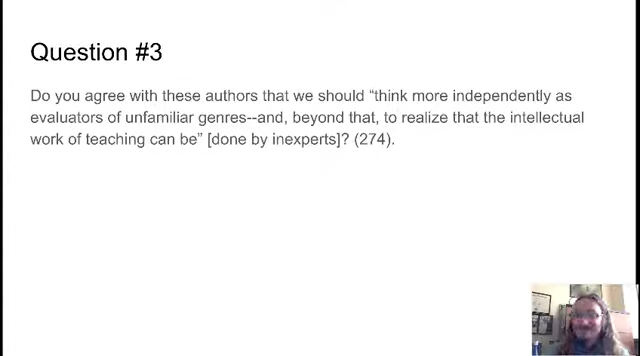 Question #3
Do you agree with these authors that we should “think more independently as
evaluators of unfamiliar genres--and, beyond that, to realize that the intellectual
work of teaching can be” [done by inexperts]? (274).